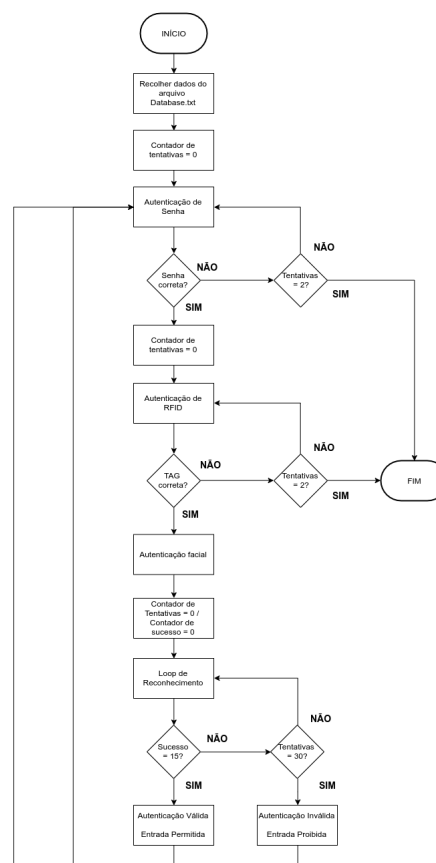 INÍCIO
Recolher dados do
arquivo
Database.txt
Contador de
tentativas = 0
Autenticação de
Senha
Senha
correta?
NÃO
SIM
Tentativas
= 2?
NÃO
SIM
Contador de
tentativas = 0
Autenticação de
RFID
TAG
correta?
NÃO
SIM
Tentativas
= 2?
NÃO
SIM
FIM
Autenticação facial
Contador de
Tentativas = 0 /
Contador de
sucesso = 0
Loop de
Reconhecimento
Sucesso
= 15?
NÃO
SIM
Tentativas
= 30?
NÃO
SIM
Autenticação Válida
Entrada Permitida
Autenticação Inválida
Entrada Proibida